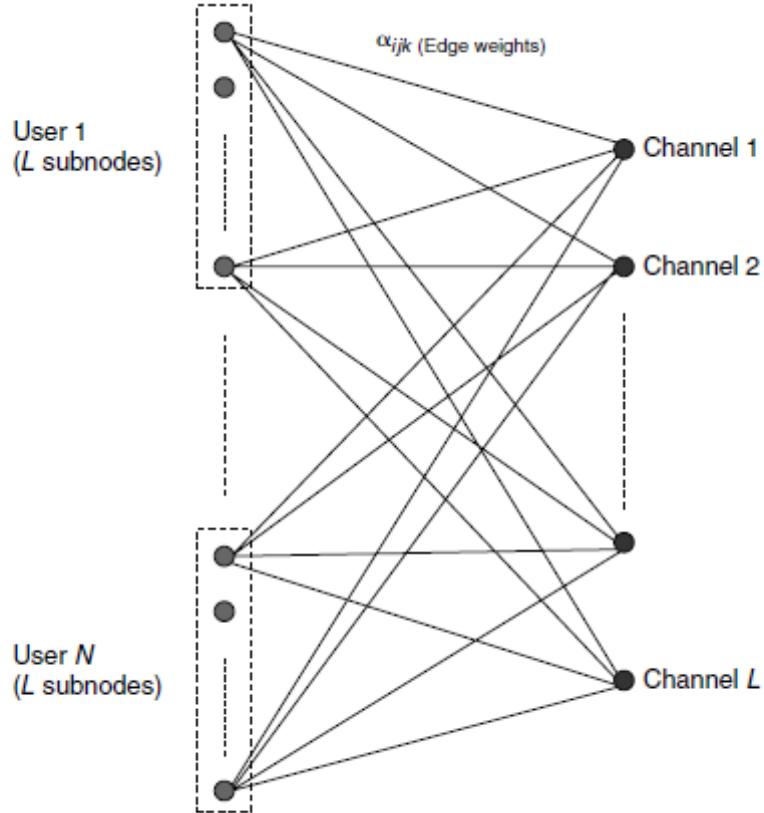 α_ijk (Edge weights)
User 1
(L subnodes)
Channel 1
Channel 2
User N
(L subnodes)
Channel L